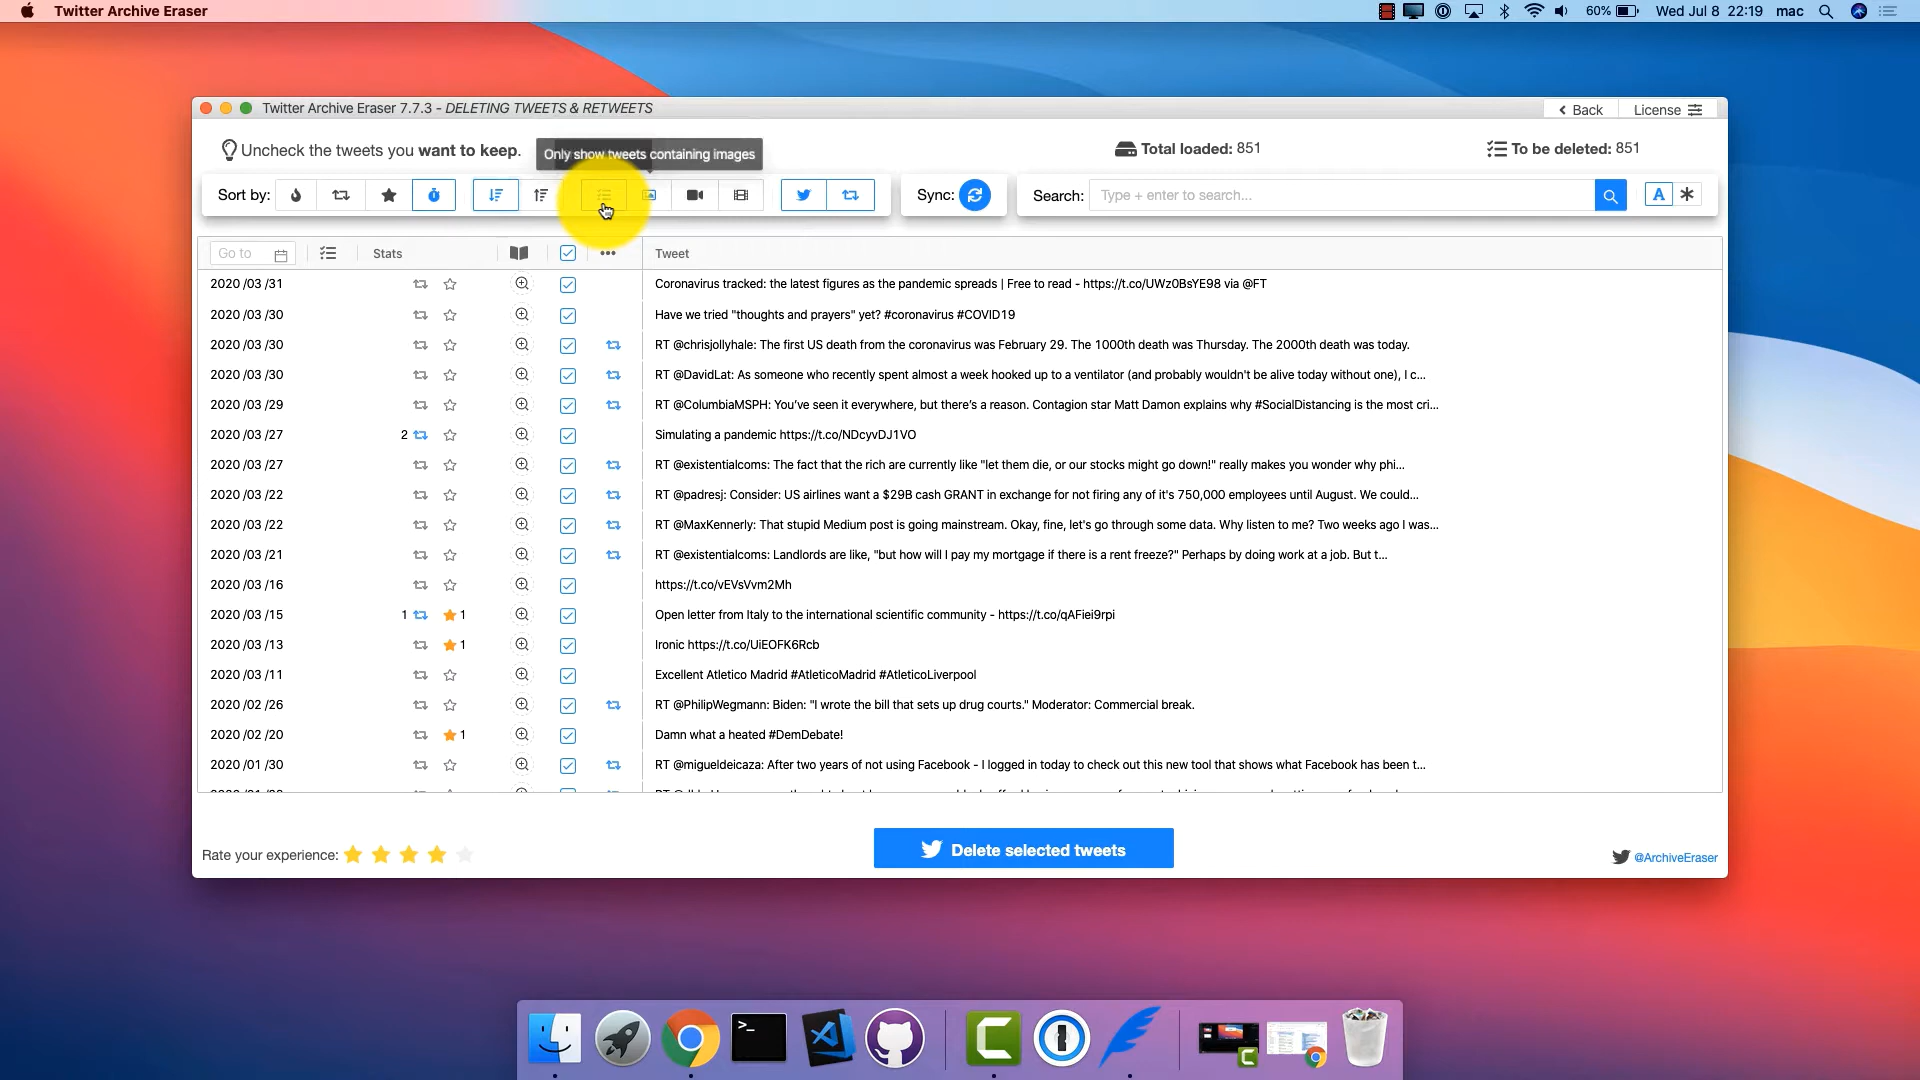 Twitter Archive Eraser
60%
Wed Jul 8 22:19 mac
Twitter Archive Eraser 7.7.3 - DELETING TWEETS & RETWEETS
Back
License
Uncheck the tweets you want to keep.
Only show tweets containing images
Total loaded: 851
To be deleted: 851
Sort by:
Sync:
Search: Type + enter to search...
A
Go to
Stats
Tweet
2020 /03 /31 Coronavirus tracked: the latest figures as the pandemic spreads | Free to read - https://t.co/UWz0BsYE98 via @FT
2020 /03 /30 Have we tried "thoughts and prayers" yet? #coronavirus #COVID19
2020 /03 /30 RT @chrisjollyhale: The first US death from the coronavirus was February 29. The 1000th death was Thursday. The 2000th death was today.
2020 /03 /30 RT @DavidLat: As someone who recently spent almost a week hooked up to a ventilator (and probably wouldn't be alive today without one), I c...
2020 /03 /29 RT @ColumbiaMSPH: You've seen it everywhere, but there's a reason. Contagion star Matt Damon explains why #SocialDistancing is the most cri...
2020 /03 /27 2 Simulating a pandemic https://t.co/NDcyvDJ1VO
2020 /03 /27 RT @existentialcoms: The fact that the rich are currently like "let them die, or our stocks might go down!" really makes you wonder why phi...
2020 /03 /22 RT @padresj: Consider: US airlines want a $29B cash GRANT in exchange for not firing any of it's 750,000 employees until August. We could...
2020 /03 /22 RT @MaxKennerly: That stupid Medium post is going mainstream. Okay, fine, let's go through some data. Why listen to me? Two weeks ago I was...
2020 /03 /21 RT @existentialcoms: Landlords are like, "but how will I pay my mortgage if there is a rent freeze?" Perhaps by doing work at a job. But t...
2020 /03 /16 https://t.co/vEVsVvm2Mh
2020 /03 /15 1 1 Open letter from Italy to the international scientific community - https://t.co/qAFiei9rpi
2020 /03 /13 1 Ironic https://t.co/UiEOFK6Rcb
2020 /03 /11 Excellent Atletico Madrid #AtleticoMadrid #AtleticoLiverpool
2020 /02 /26 RT @PhilipWegmann: Biden: "I wrote the bill that sets up drug courts." Moderator: Commercial break.
2020 /02 /20 1 Damn what a heated #DemDebate!
2020 /01 /30 RT @migueldeicaza: After two years of not using Facebook - I logged in today to check out this new tool that shows what Facebook has been t...
Rate your experience:
Delete selected tweets
@ArchiveEraser